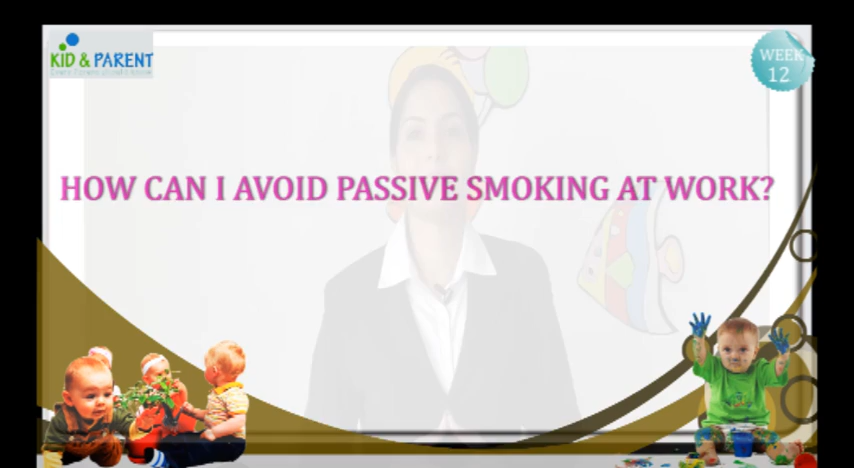 KID & PARENT
WEEK
12
HOW CAN I AVOID PASSIVE SMOKING AT WORK?